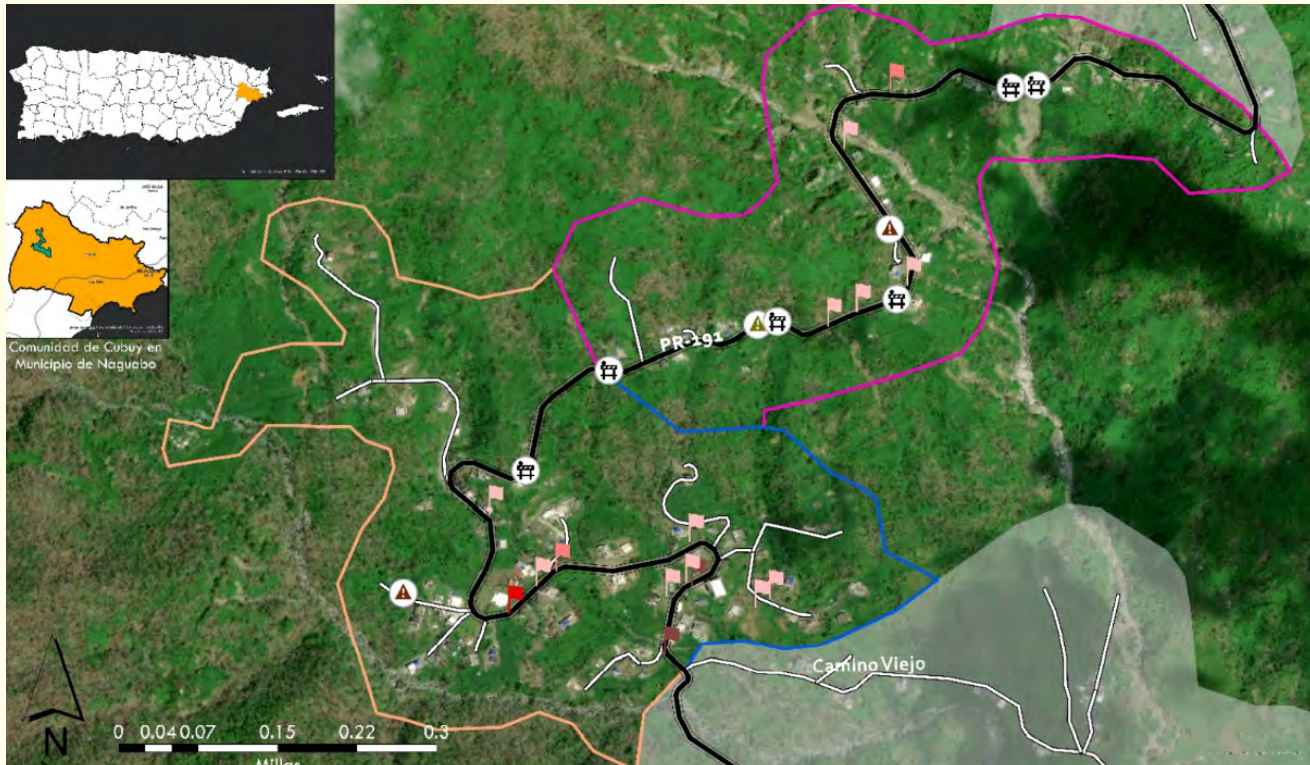 Comunidad de Cubuy en
Municipio de Naguabo
PR-191
Camino Viejo
N
0 0.04 0.07 0.15 0.22 0.3
Millas